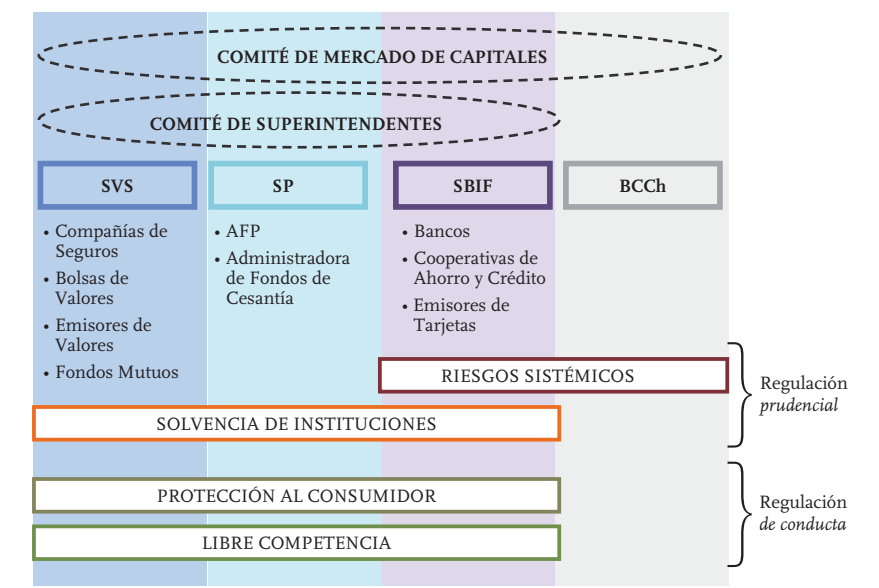 COMITÉ DE MERCADO DE CAPITALES
COMITÉ DE SUPERINTENDENTES
SVS
SP
SBIF
BCCh
• Compañías de
Seguros
• Bolsas de
Valores
• Emisores de
Valores
• Fondos Mutuos
• AFP
• Administradora
de Fondos de
Cesantía
• Bancos
• Cooperativas de
Ahorro y Crédito
• Emisores de
Tarjetas
RIESGOS SISTÉMICOS
SOLVENCIA DE INSTITUCIONES
Regulación
prudencial
PROTECCIÓN AL CONSUMIDOR
LIBRE COMPETENCIA
Regulación
de conducta